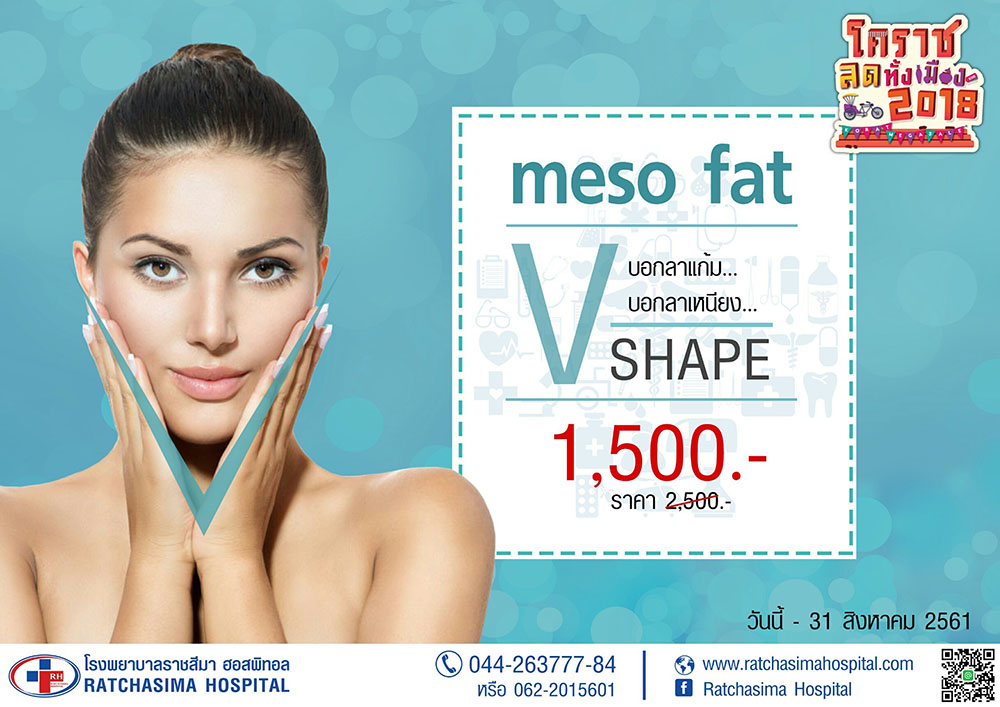 โคราช
ลดทั้งเมือง
2018
KORAT MEGA SALE
meso fat
V SHAPE
บอกลาแก้ม...
บอกลาเหนียง...
1,500.-
ราคา 2,500.-
วันนี้ - 31 สิงหาคม 2561
RH
โรงพยาบาลราชสีมา ฮอสพิทอล
RATCHASIMA HOSPITAL
044-263777-84
หรือ 062-2015601
www.ratchasimahospital.com
Ratchasima Hospital